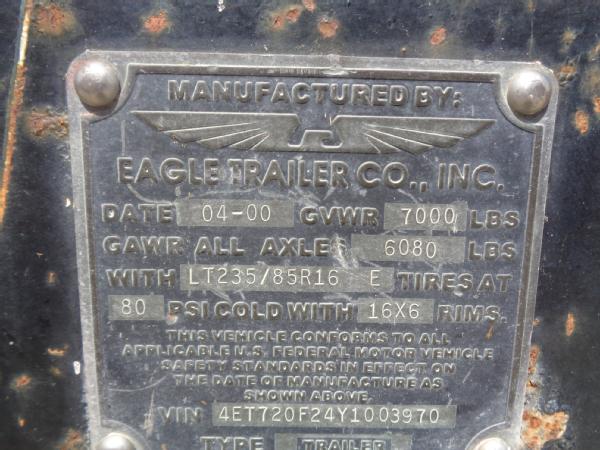 MANUFACTURED BY:
EAGLE TRAILER CO., INC.
DATE 04-00 GVWR 7000 LBS
GAWR ALL AXLES 6080 LBS
WITH LT235/85R16 E TIRES AT
80 PSI COLD WITH 16X6 RIMS.
THIS VEHICLE CONFORMS TO ALL
APPLICABLE U.S. FEDERAL MOTOR VEHICLE
SAFETY STANDARDS IN EFFECT ON
THE DATE OF MANUFACTURE AS
SHOWN ABOVE.
VIN 4ET720F24Y1003970
TYPE TRAILER